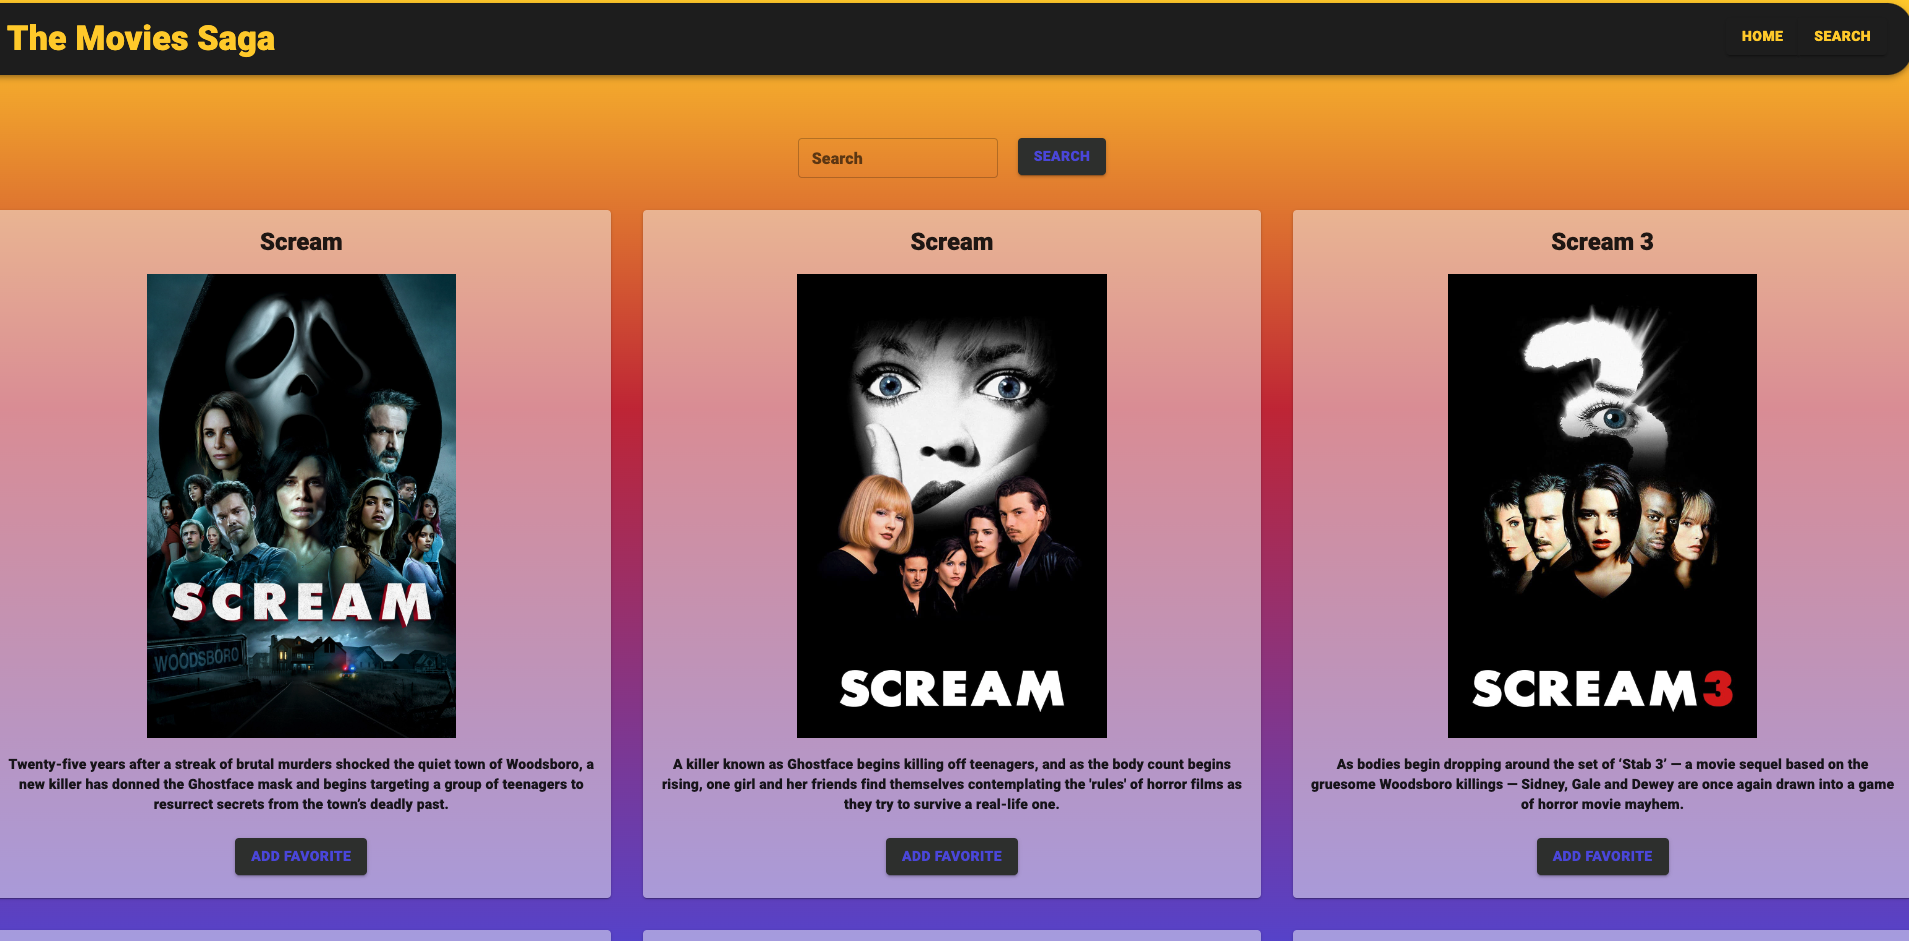 The Movies Saga
HOME
SEARCH
Search
SEARCH
Scream
SCREAM
WOODSBORO
Twenty-five years after a streak of brutal murders shocked the quiet town of Woodsboro, a
new killer has donned the Ghostface mask and begins targeting a group of teenagers to
resurrect secrets from the town’s deadly past.
ADD FAVORITE
Scream
SCREAM
A killer known as Ghostface begins killing off teenagers, and as the body count begins
rising, one girl and her friends find themselves contemplating the 'rules' of horror films as
they try to survive a real-life one.
ADD FAVORITE
Scream 3
SCREAM 3
As bodies begin dropping around the set of ‘Stab 3’ — a movie sequel based on the
gruesome Woodsboro killings — Sidney, Gale and Dewey are once again drawn into a game
of horror movie mayhem.
ADD FAVORITE